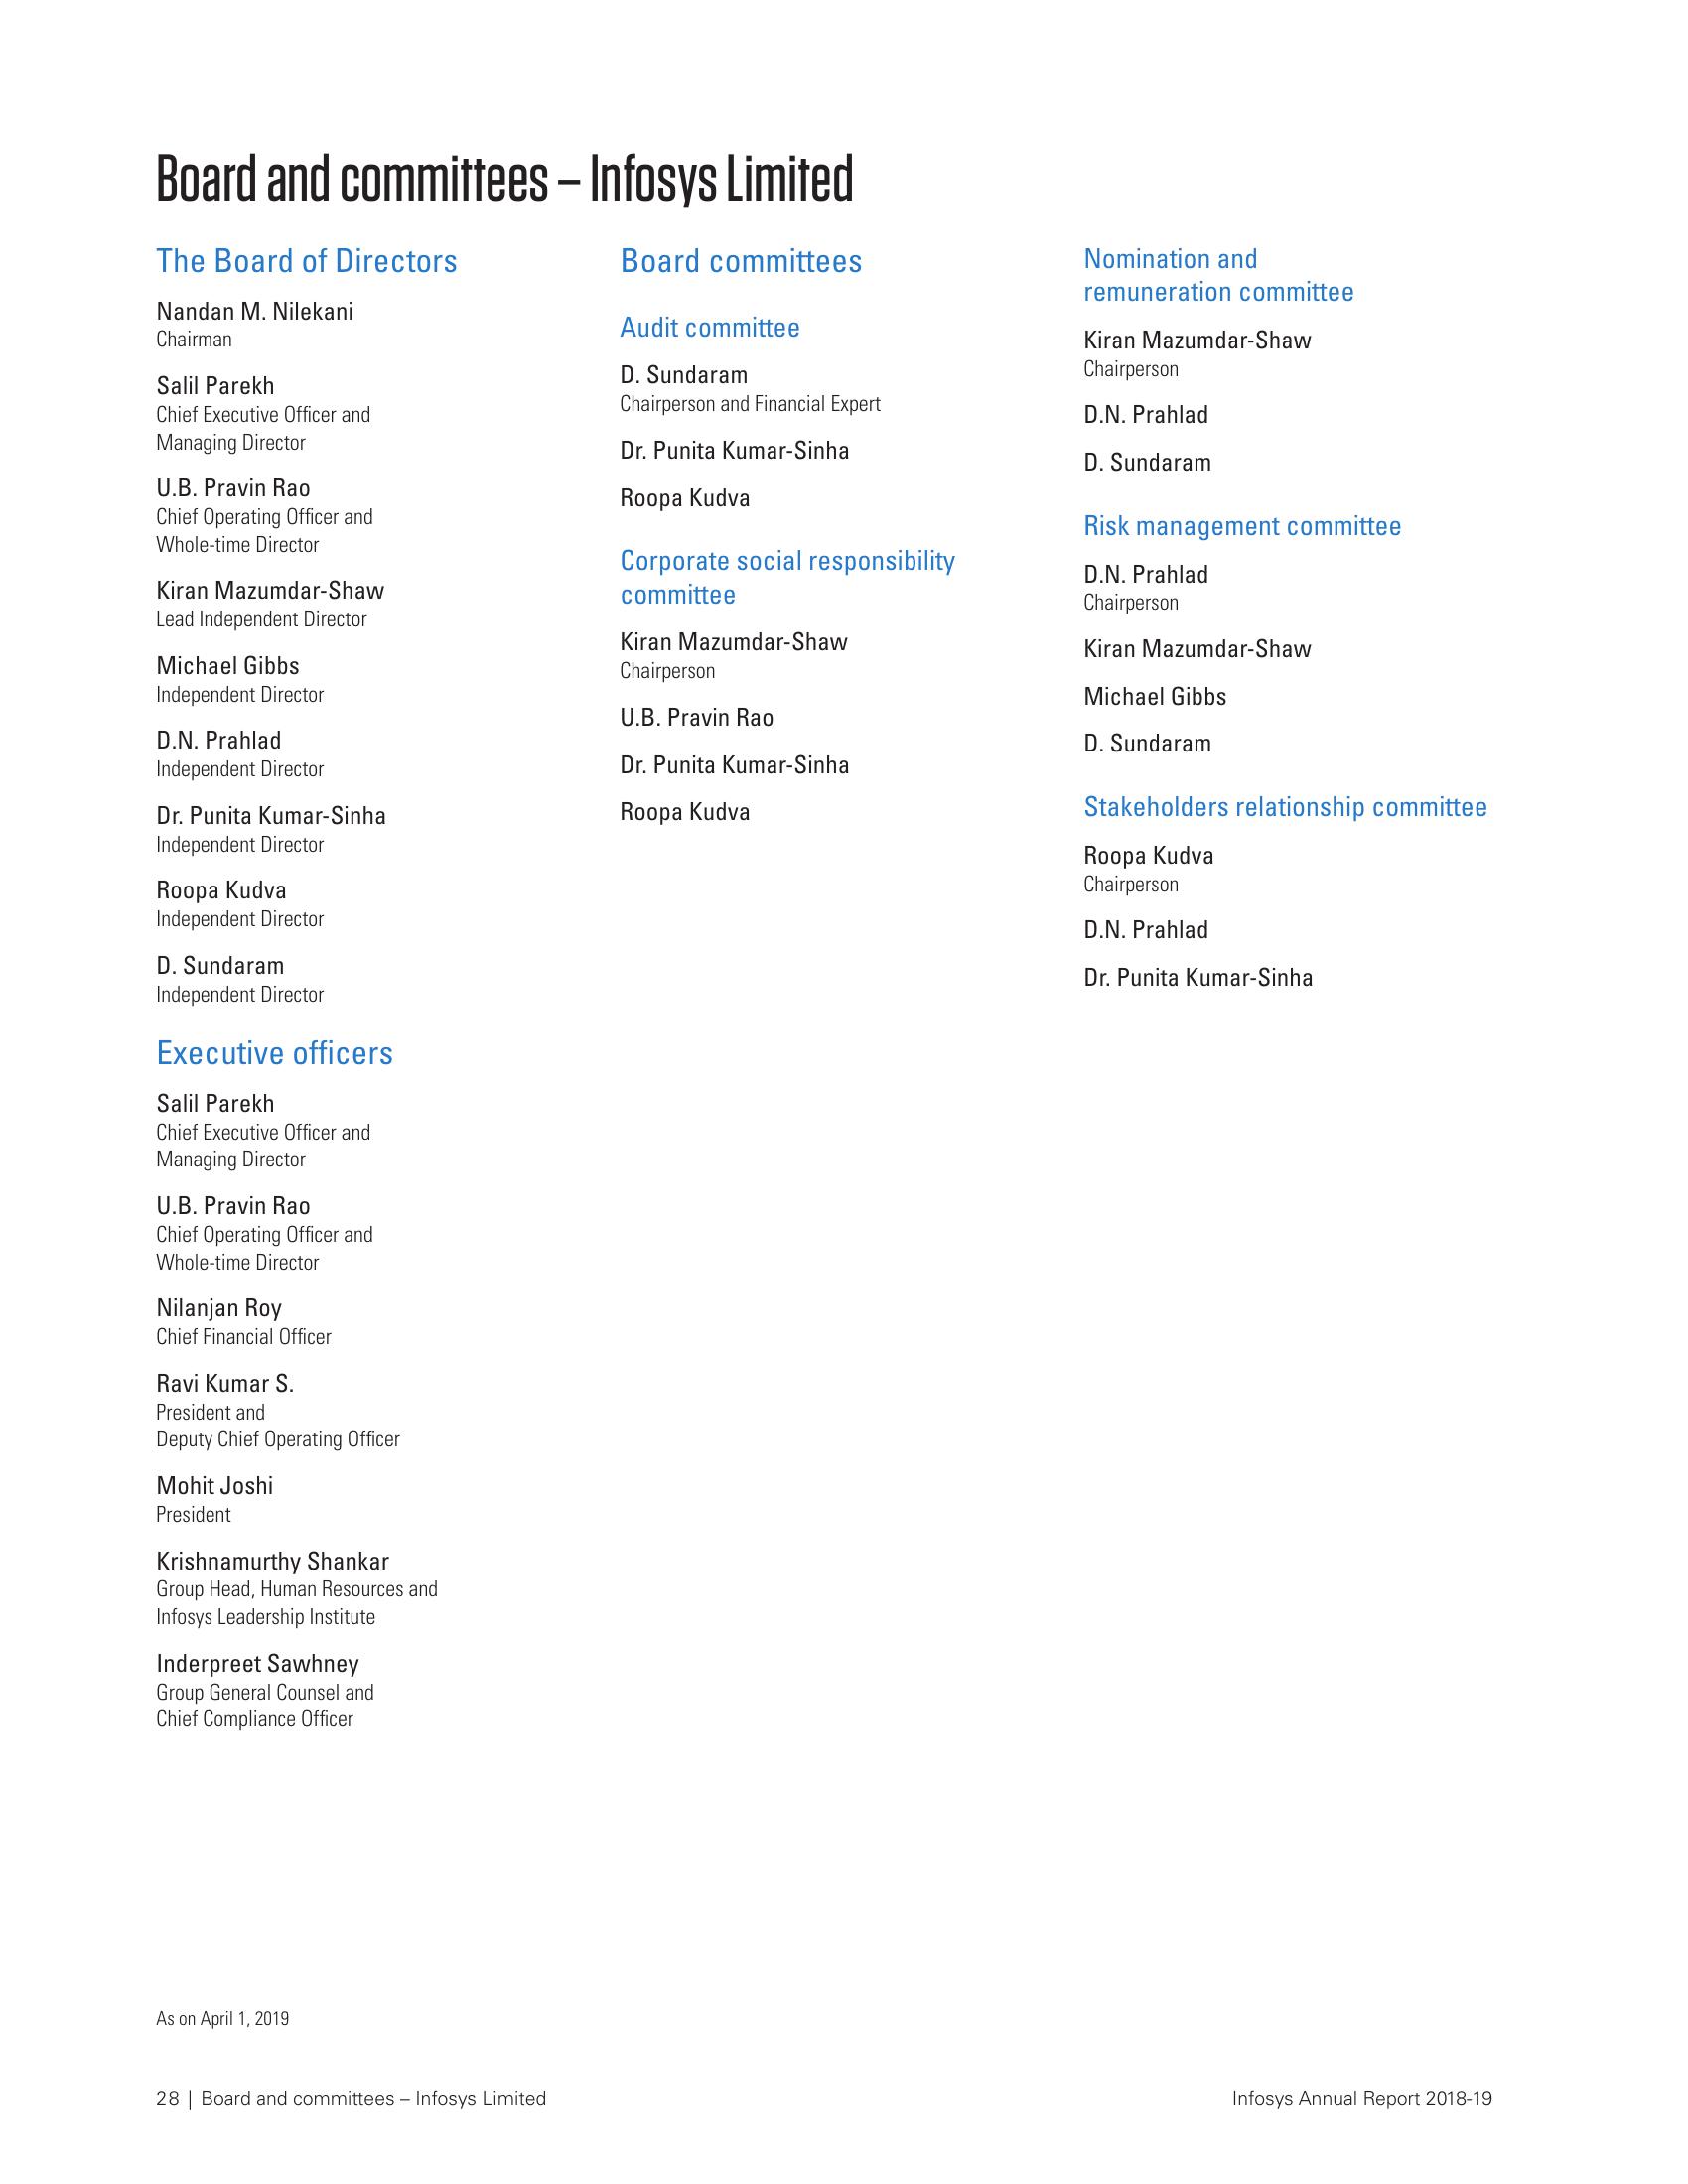 Board and committees – Infosys Limited
The Board of Directors
Nandan M. Nilekani
Chairman
Salil Parekh
Chief Executive Officer and
Managing Director
U.B. Pravin Rao
Chief Operating Officer and
Whole-time Director
Kiran Mazumdar-Shaw
Lead Independent Director
Michael Gibbs
Independent Director
D.N. Prahlad
Independent Director
Dr. Punita Kumar-Sinha
Independent Director
Roopa Kudva
Independent Director
D. Sundaram
Independent Director
Executive officers
Salil Parekh
Chief Executive Officer and
Managing Director
U.B. Pravin Rao
Chief Operating Officer and
Whole-time Director
Nilanjan Roy
Chief Financial Officer
Ravi Kumar S.
President and
Deputy Chief Operating Officer
Mohit Joshi
President
Krishnamurthy Shankar
Group Head, Human Resources and
Infosys Leadership Institute
Inderpreet Sawhney
Group General Counsel and
Chief Compliance Officer
Board committees
Audit committee
D. Sundaram
Chairperson and Financial Expert
Dr. Punita Kumar-Sinha
Roopa Kudva
Corporate social responsibility
committee
Kiran Mazumdar-Shaw
Chairperson
U.B. Pravin Rao
Dr. Punita Kumar-Sinha
Roopa Kudva
Nomination and
remuneration committee
Kiran Mazumdar-Shaw
Chairperson
D.N. Prahlad
D. Sundaram
Risk management committee
D.N. Prahlad
Chairperson
Kiran Mazumdar-Shaw
Michael Gibbs
D. Sundaram
Stakeholders relationship committee
Roopa Kudva
Chairperson
D.N. Prahlad
Dr. Punita Kumar-Sinha
As on April 1, 2019
28 | Board and committees – Infosys Limited
Infosys Annual Report 2018-19